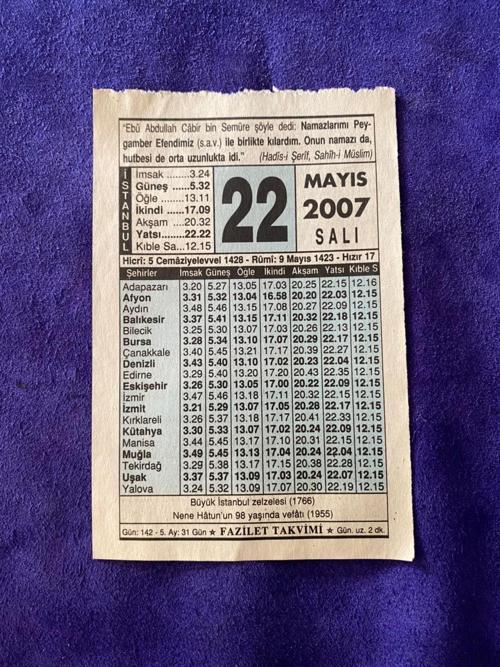 "Ebû Abdullah Câbir bin Semüre şöyle dedi: Namazlarımı Pey-
gamber Efendimiz (s.a.v.) ile birlikte kılardım. Onun namazı da,
hutbesi de orta uzunlukta idi." (Hadîs-i Şerif, Sahîh-i Müslim)
İSTANBUL
İmsak ........3.24
Güneş ......5.32
Öğle ........13.11
İkindi ......17.09
Akşam ....20.32
Yatsı........22.22
Kıble Sa...12.15
22
MAYIS
2007
SALI
Hicrî: 5 Cemâziyelevvel 1428 - Rûmî: 9 Mayıs 1423 - Hızır 17
Şehirler İmsak Güneş Öğle İkindi Akşam Yatsı Kıble S
Adapazarı 3.20 5.27 13.05 17.03 20.25 22.15 12.16
Afyon 3.31 5.32 13.04 16.58 20.20 22.03 12.15
Aydın 3.48 5.46 13.15 17.08 20.27 22.09 12.15
Balıkesir 3.37 5.41 13.15 17.11 20.32 22.18 12.15
Bilecik 3.25 5.30 13.07 17.03 20.26 22.13 12.15
Bursa 3.28 5.34 13.10 17.07 20.29 22.17 12.15
Çanakkale 3.40 5.45 13.21 17.17 20.39 22.27 12.15
Denizli 3.43 5.40 13.10 17.02 20.23 22.04 12.15
Edirne 3.29 5.40 13.20 17.20 20.43 22.35 12.15
Eskişehir 3.26 5.30 13.05 17.00 20.22 22.09 12.15
İzmir 3.47 5.46 13.18 17.11 20.32 22.15 12.15
İzmit 3.21 5.29 13.07 17.05 20.28 22.17 12.15
Kırklareli 3.26 5.37 13.18 17.17 20.41 22.33 12.15
Kütahya 3.30 5.33 13.07 17.02 20.24 22.09 12.15
Manisa 3.44 5.45 13.17 17.10 20.31 22.15 12.15
Muğla 3.49 5.45 13.13 17.04 20.24 22.04 12.15
Tekirdağ 3.29 5.38 13.17 17.15 20.38 22.28 12.15
Uşak 3.37 5.37 13.09 17.03 20.24 22.07 12.15
Yalova 3.24 5.32 13.09 17.07 20.30 22.19 12.15
Büyük İstanbul zelzelesi (1766)
Nene Hâtun'un 98 yaşında vefâtı (1955)
Gün: 142 - 5. Ay: 31 Gün ★ FAZİLET TAKVİMİ ★ Gün. uz. 2 dk.